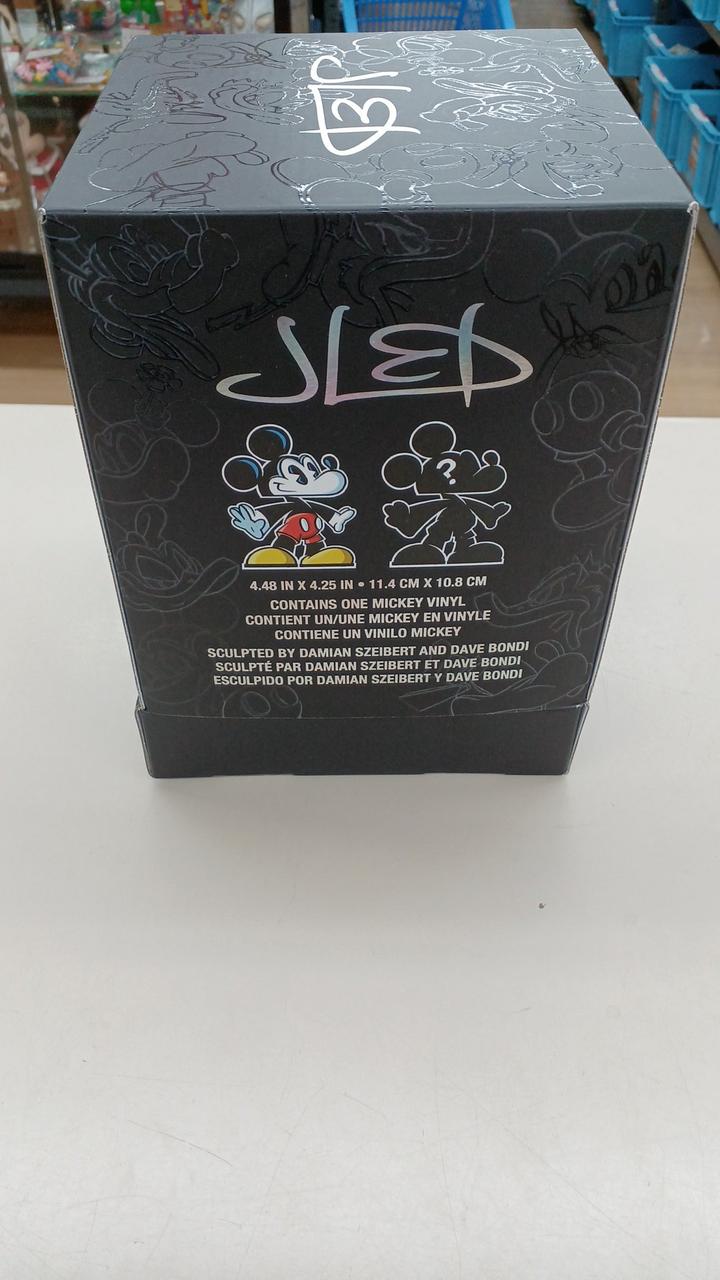 JLED
?
4.48 IN X 4.25 IN • 11.4 CM X 10.8 CM
CONTAINS ONE MICKEY VINYL
CONTIENT UN/UNE MICKEY EN VINYLE
CONTIENE UN VINILO MICKEY
SCULPTED BY DAMIAN SZEIBERT AND DAVE BONDI
SCULPTÉ PAR DAMIAN SZEIBERT ET DAVE BONDI
ESCULPIDO POR DAMIAN SZEIBERT Y DAVE BONDI